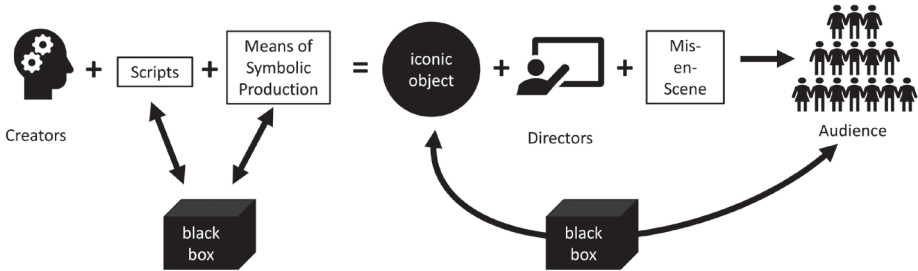 Creators
+
Scripts
+
Means of
Symbolic
Production
=
iconic
object
+
Directors
+
Mis-
en-
Scene
Audience
black
box
black
box